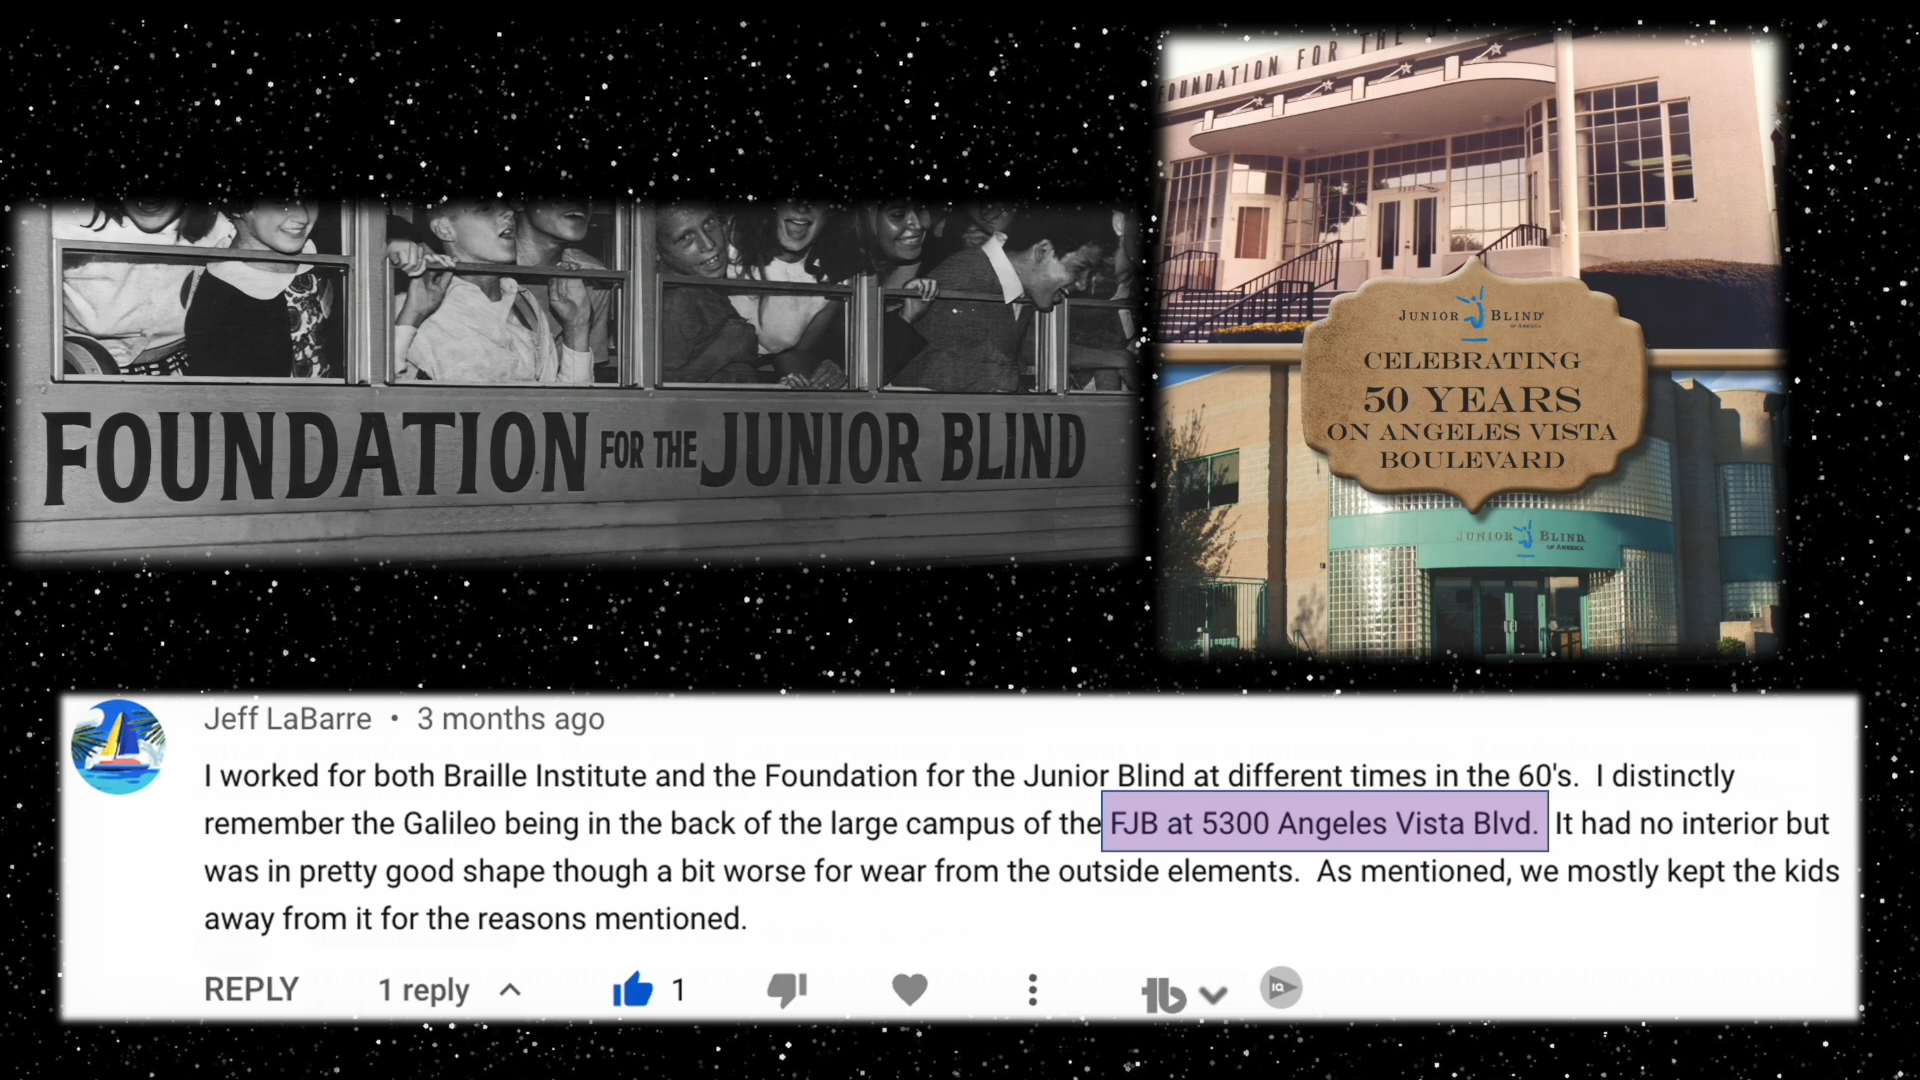 FOUNDATION FOR THE JUNIOR BLIND
FOUNDATION FOR THE
JUNIOR BLIND
OF AMERICA
CELEBRATING
50 YEARS
ON ANGELES VISTA
BOULEVARD
JUNIOR BLIND
OF AMERICA
Jeff LaBarre • 3 months ago
I worked for both Braille Institute and the Foundation for the Junior Blind at different times in the 60's. I distinctly
remember the Galileo being in the back of the large campus of the FJB at 5300 Angeles Vista Blvd. It had no interior but
was in pretty good shape though a bit worse for wear from the outside elements. As mentioned, we mostly kept the kids
away from it for the reasons mentioned.
REPLY 1 reply 1